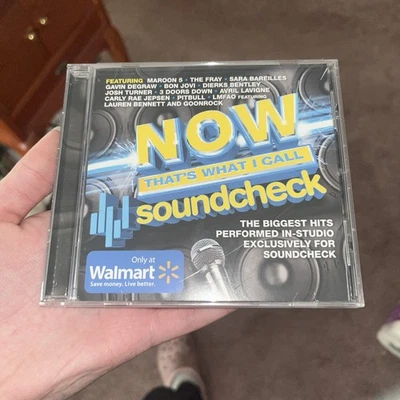 FEATURING MAROON 5 • THE FRAY • SARA BAREILLES
GAVIN DEGRAW • BON JOVI • DIERKS BENTLEY
JOSH TURNER • 3 DOORS DOWN • AVRIL LAVIGNE
CARLY RAE JEPSEN • PITBULL • LMFAO FEATURING
LAUREN BENNETT AND GOONROCK
NOW
THAT'S WHAT I CALL
soundcheck
THE BIGGEST HITS
PERFORMED IN-STUDIO
EXCLUSIVELY FOR
SOUNDCHECK
Only at
Walmart
Save money. Live better.